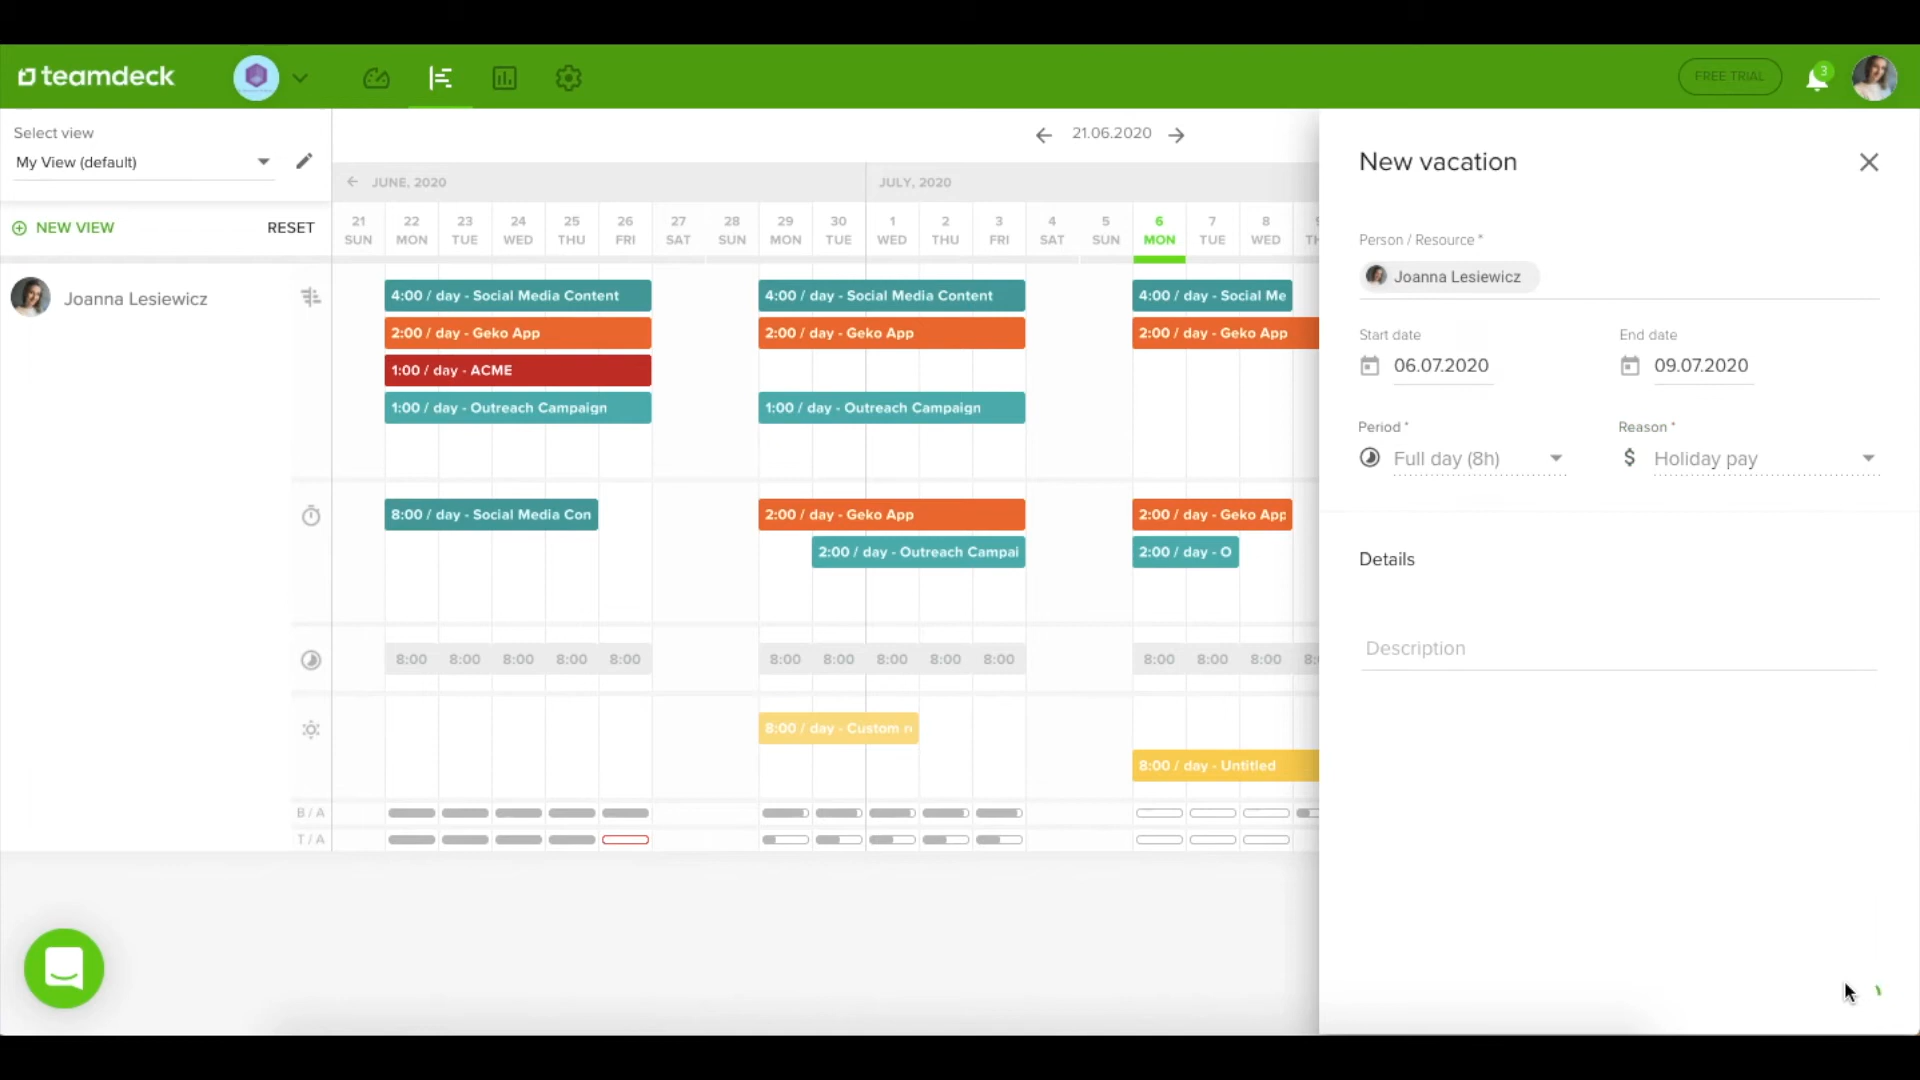 teamdeck
FREE TRIAL
3
Select view
My View (default)
NEW VIEW
RESET
21.06.2020
JUNE, 2020
JULY, 2020
21 22 23 24 25 26 27 28 29 30 1 2 3 4 5 6 7 8
SUN MON TUE WED THU FRI SAT SUN MON TUE WED THU FRI SAT SUN MON TUE WED
Joanna Lesiewicz
4:00 / day - Social Media Content
4:00 / day - Social Media Content
4:00 / day - Social Me
2:00 / day - Geko App
2:00 / day - Geko App
2:00 / day - Geko App
1:00 / day - ACME
1:00 / day - Outreach Campaign
1:00 / day - Outreach Campaign
8:00 / day - Social Media Con
2:00 / day - Geko App
2:00 / day - Geko App
2:00 / day - Outreach Campai
2:00 / day - O
8:00 8:00 8:00 8:00 8:00 8:00 8:00 8:00 8:00 8:00 8:00 8:00 8:00
8:00 / day - Custom r
8:00 / day - Untitled
B / A
T / A
New vacation
Person / Resource *
Joanna Lesiewicz
Start date
End date
06.07.2020
09.07.2020
Period *
Reason *
Full day (8h)
Holiday pay
Details
Description